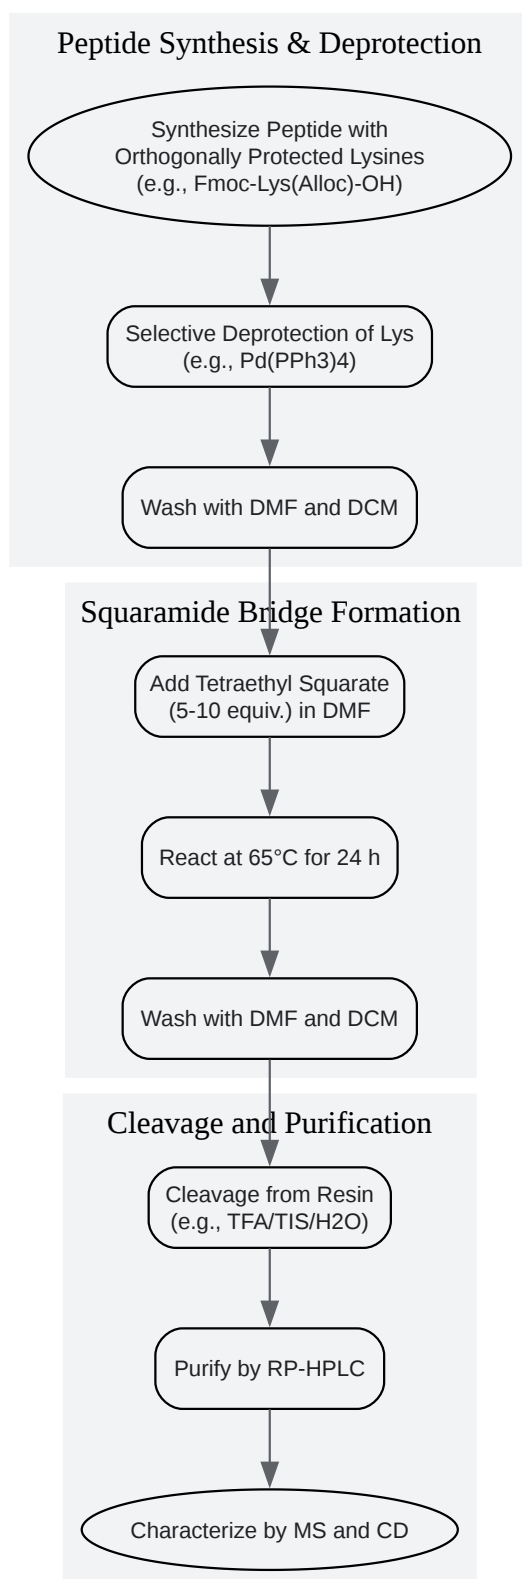 Peptide Synthesis & Deprotection
Synthesize Peptide with
Orthogonally Protected Lysines
(e.g., Fmoc-Lys(Alloc)-OH)
Selective Deprotection of Lys
(e.g., Pd(PPh3)4)
Wash with DMF and DCM
Squaramide Bridge Formation
Add Tetraethyl Squarate
(5-10 equiv.) in DMF
React at 65°C for 24 h
Wash with DMF and DCM
Cleavage and Purification
Cleavage from Resin
(e.g., TFA/TIS/H2O)
Purify by RP-HPLC
Characterize by MS and CD